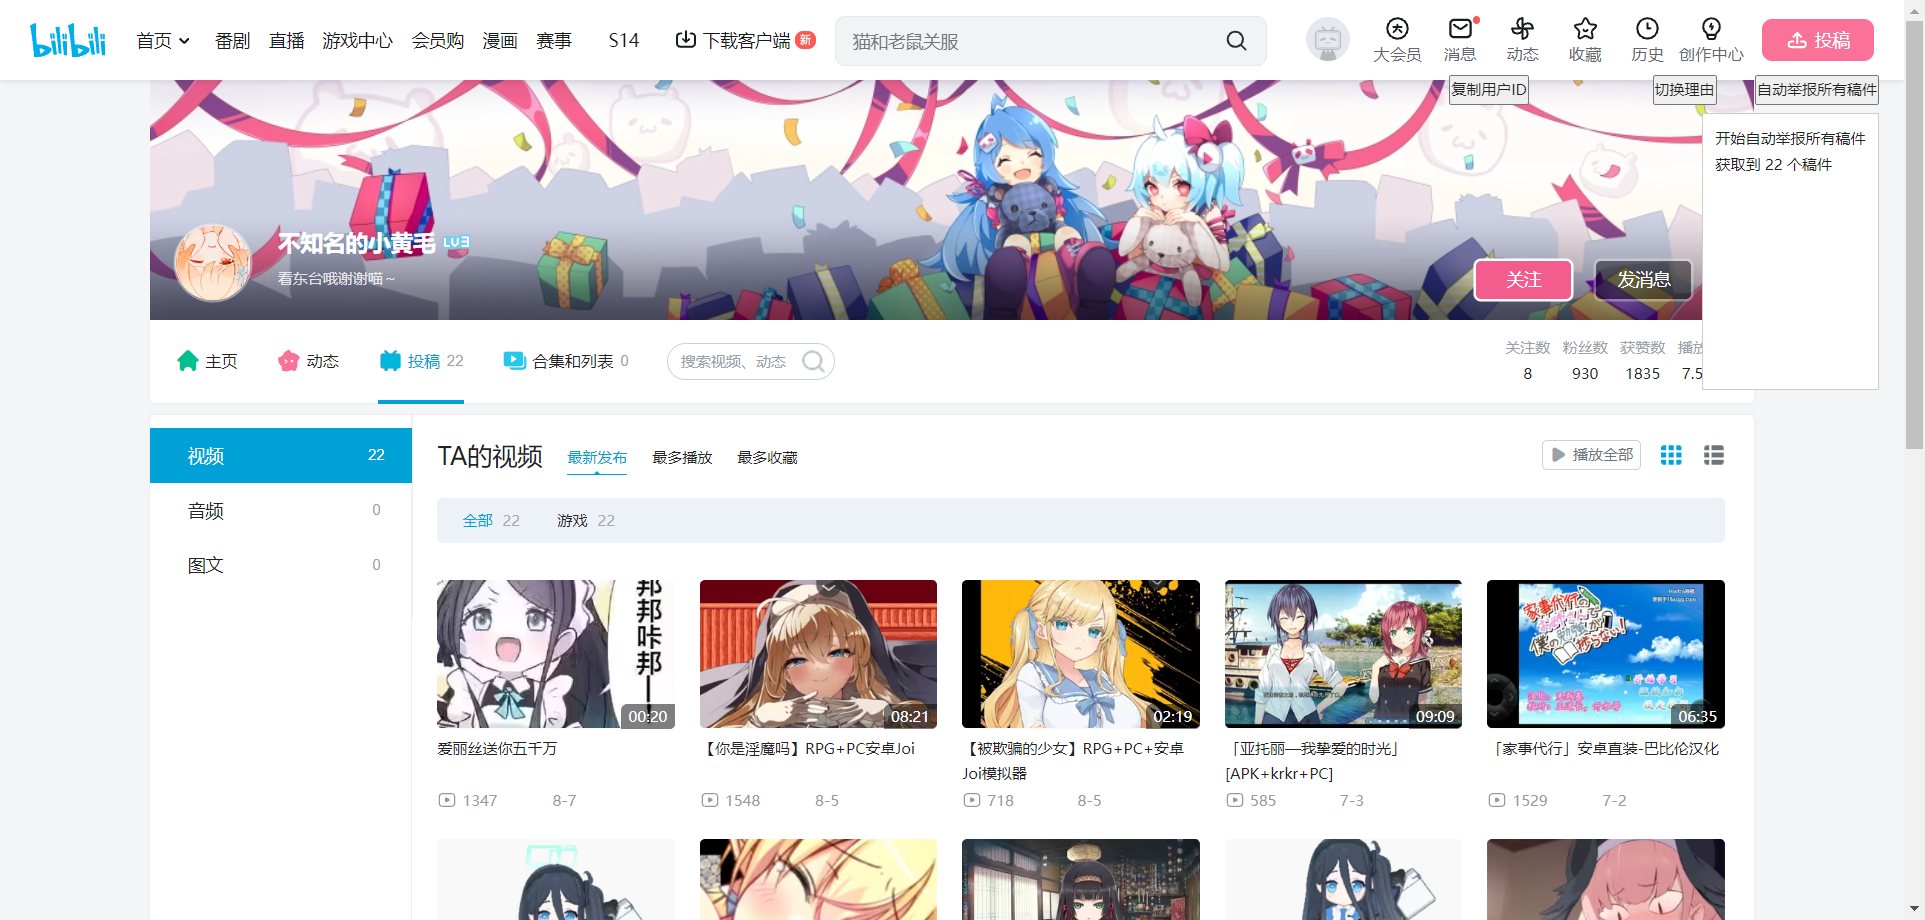 bilibili
首页
番剧
直播
游戏中心
会员购
漫画
赛事
S14
下载客户端
新
猫和老鼠关服
大会员
消息
动态
收藏
历史
创作中心
投稿
复制用户ID
切换理由
自动举报所有稿件
开始自动举报所有稿件
获取到 22 个稿件
不知名的小黄毛 LV3
看东台哦谢谢喵～
关注
发消息
主页
动态
投稿 22
合集和列表 0
搜索视频、动态
关注数 粉丝数 获赞数 播放
8 930 1835 7.5
视频 22
音频 0
图文 0
TA的视频
最新发布
最多播放
最多收藏
播放全部
全部 22
游戏 22
邦邦咔邦
00:20
08:21
02:19
09:09
06:35
爱丽丝送你五千万
【你是淫魔吗】RPG+PC安卓Joi
【被欺骗的少女】RPG+PC+安卓
Joi模拟器
「亚托丽—我挚爱的时光」
[APK+krkr+PC]
「家事代行」安卓直装-巴比伦汉化
1347 8-7
1548 8-5
718 8-5
585 7-3
1529 7-2